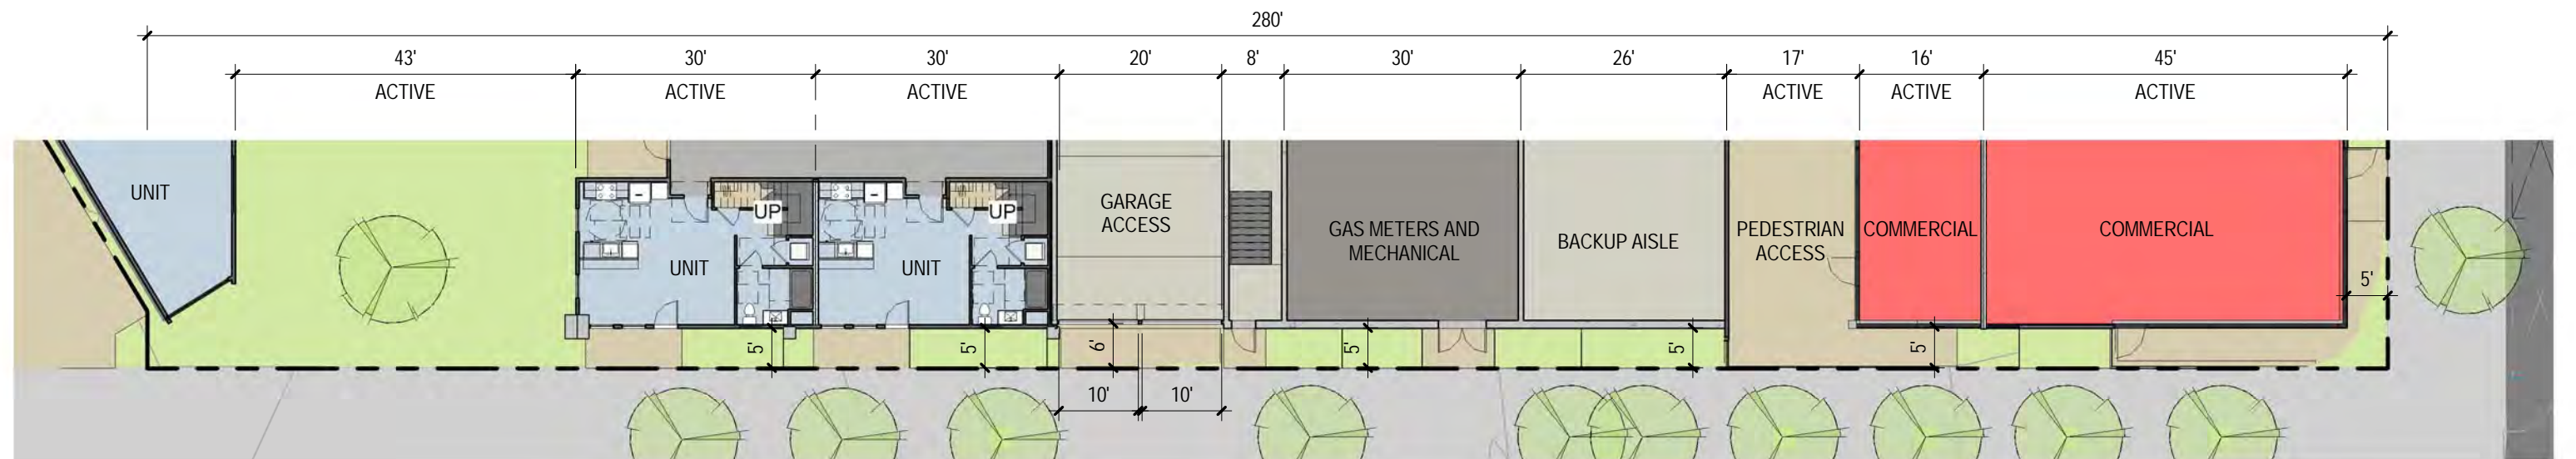 280'
43'
30'
30'
20'
8'
30'
26'
17'
16'
45'
ACTIVE
ACTIVE
ACTIVE
ACTIVE
ACTIVE
ACTIVE
UNIT
UP
UP
GARAGE
ACCESS
GAS METERS AND
MECHANICAL
BACKUP AISLE
PEDESTRIAN
ACCESS
COMMERCIAL
COMMERCIAL
UNIT
UNIT
5'
5'
5'
6'
5'
5'
5'
10'
10'